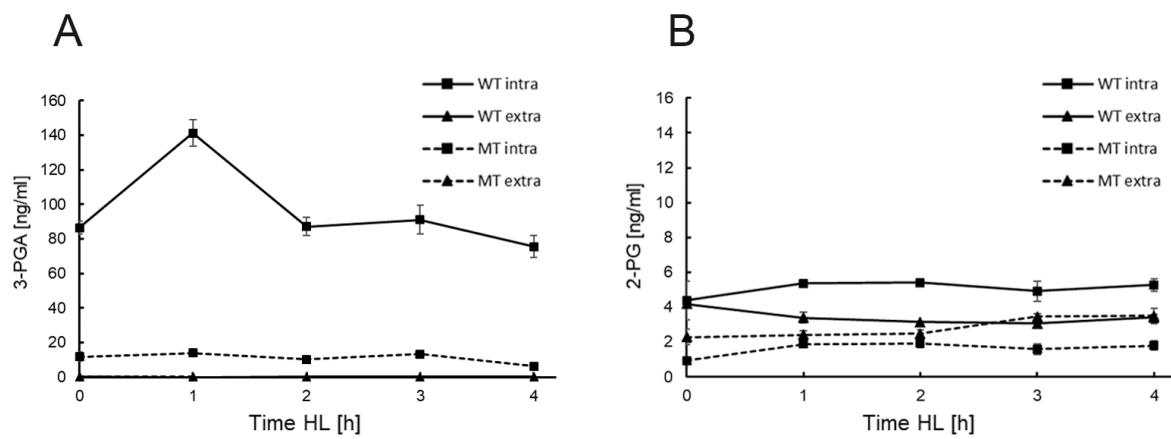 A
WT intra
WT extra
MT intra
MT extra
160
140
120
100
80
60
40
20
0
3-PGA [ng/ml]
0 1 2 3 4
Time HL [h]
B
WT intra
WT extra
MT intra
MT extra
16
14
12
10
8
6
4
2
0
2-PG [ng/ml]
0 1 2 3 4
Time HL [h]